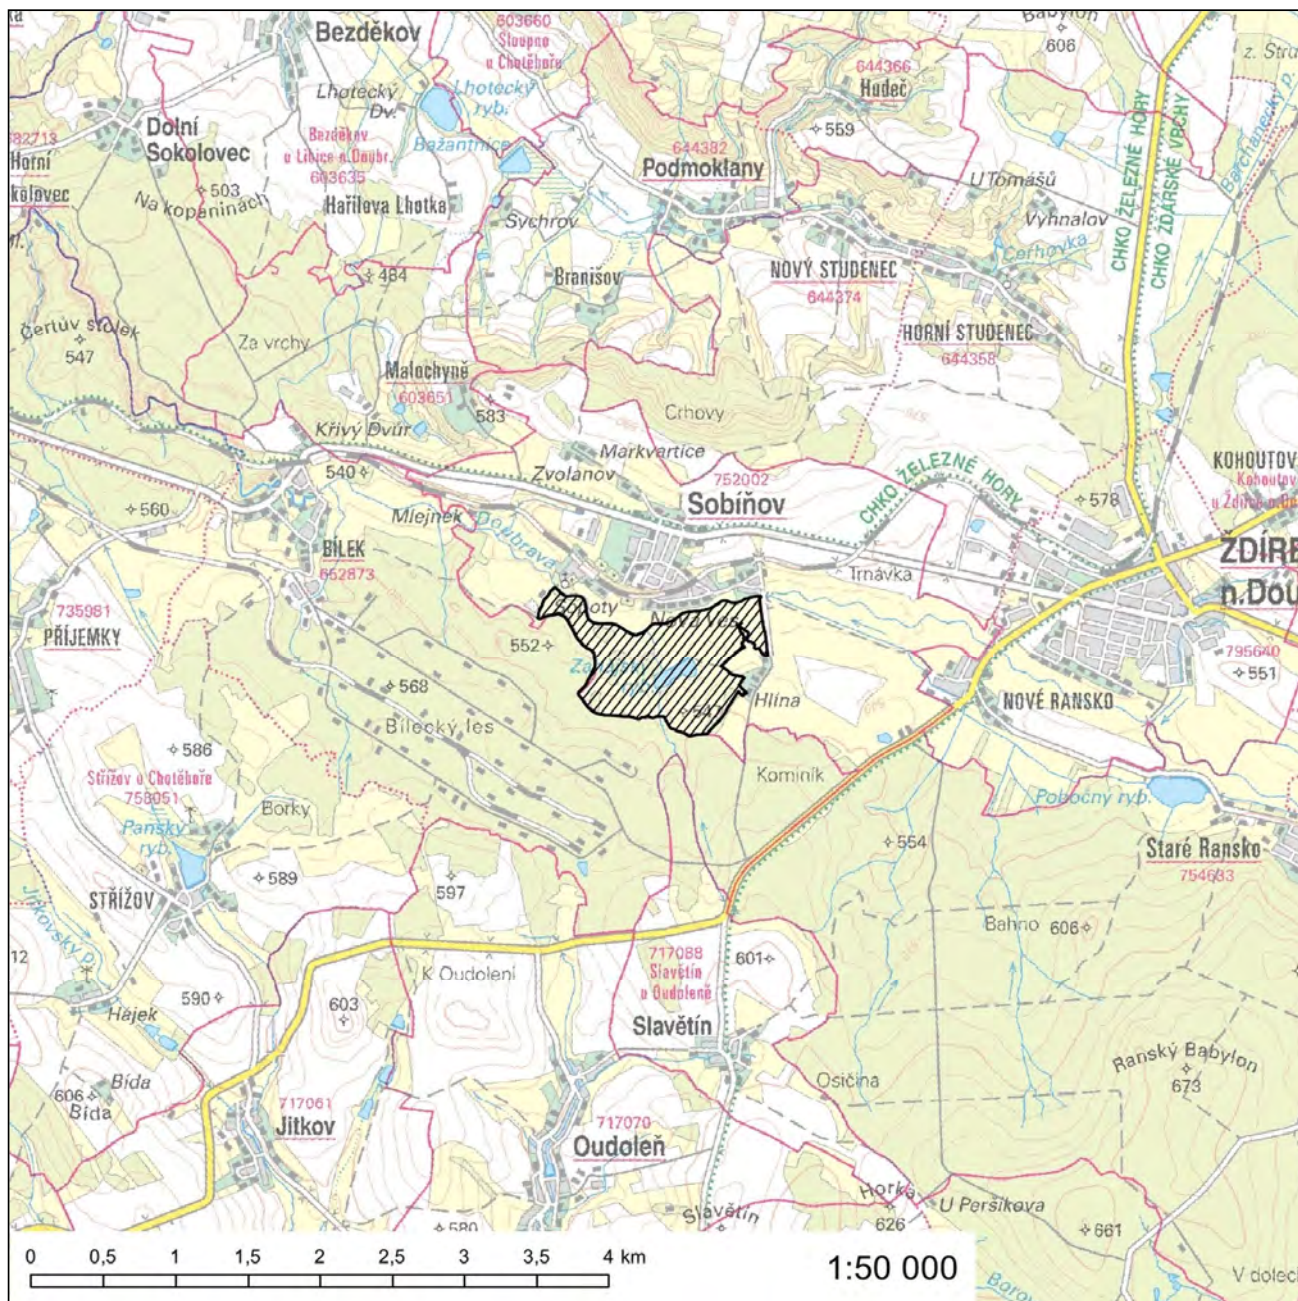 Bezděkov
603660
Sloupno
u Chotěboře
Babylon
606
z. Stru
Lhotecký
Dv.
Lhotecký
ryb.
644366
Hudeč
Dolní
Sokolovec
Bezděkov
u Libice n.Doubr.
603635
Bažantnice
559
644382
Podmoklany
Horní
kolovec
503
Na kopaninách
Hařilova Lhotka
Sychrov
U Tomášů
Vyhnalov
Cerhovka
CHKO ŽELEZNÉ HORY
CHKO ŽĎÁRSKÉ VRCHY
484
Branišov
NOVÝ STUDENEC
644374
Čertův stolek
547
Za vrchy
HORNÍ STUDENEC
644358
Malochyně
603651
583
Crhovy
Křivý Dvůr
Markvartice
540
Zvolanov
752002
Sobíňov
CHKO ŽELEZNÉ HORY
578
KOHOUTOV
Kohoutov
560
Mlejnek
Doubrava
BÍLEK
652873
Trnávka
ŽDÍRE
n.Dou
735981
PŘÍJEMKY
Sopoty
Nová Ves
552
795640
551
568
Hlína
NOVÉ RANSKO
Bílecký les
547
586
Střížov u Chotěboře
758051
Kominík
Pobočný ryb.
Borky
Panský
ryb.
554
Staré Ransko
754633
589
597
STŘÍŽOV
Bahno
606
Jitkovský p.
12
K Oudolení
717088
Slavětín
u Oudoleně
601
590
603
Hájek
Slavětín
Ranský Babylon
673
Bída
606
Bída
Osičina
717061
Jitkov
717070
Oudoleň
Horka
626
U Peršíkova
Slavětín
661
580
0 0,5 1 1,5 2 2,5 3 3,5 4 km
1:50 000
V dolech